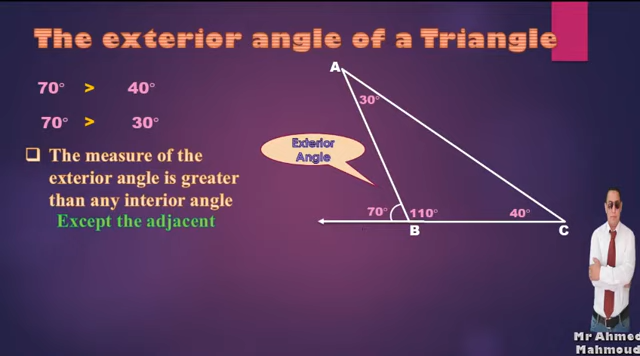 The exterior angle of a Triangle
70° > 40°
70° > 30°
The measure of the
exterior angle is greater
than any interior angle
Except the adjacent
A
30°
Exterior
Angle
70° 110° 40°
B C
Mr Ahmed
Mahmoud